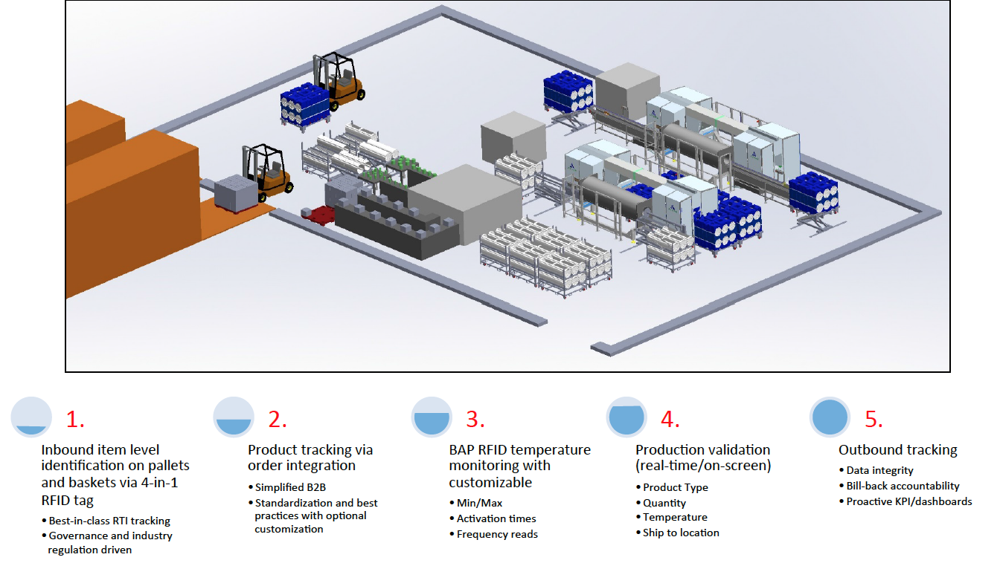 1.
Inbound item level
identification on pallets
and baskets via 4-in-1
RFID tag
• Best-in-class RTI tracking
• Governance and industry
regulation driven
2.
Product tracking via
order integration
• Simplified B2B
• Standardization and best
practices with optional
customization
3.
BAP RFID temperature
monitoring with
customizable
• Min/Max
• Activation times
• Frequency reads
4.
Production validation
(real-time/on-screen)
• Product Type
• Quantity
• Temperature
• Ship to location
5.
Outbound tracking
• Data integrity
• Bill-back accountability
• Proactive KPI/dashboards